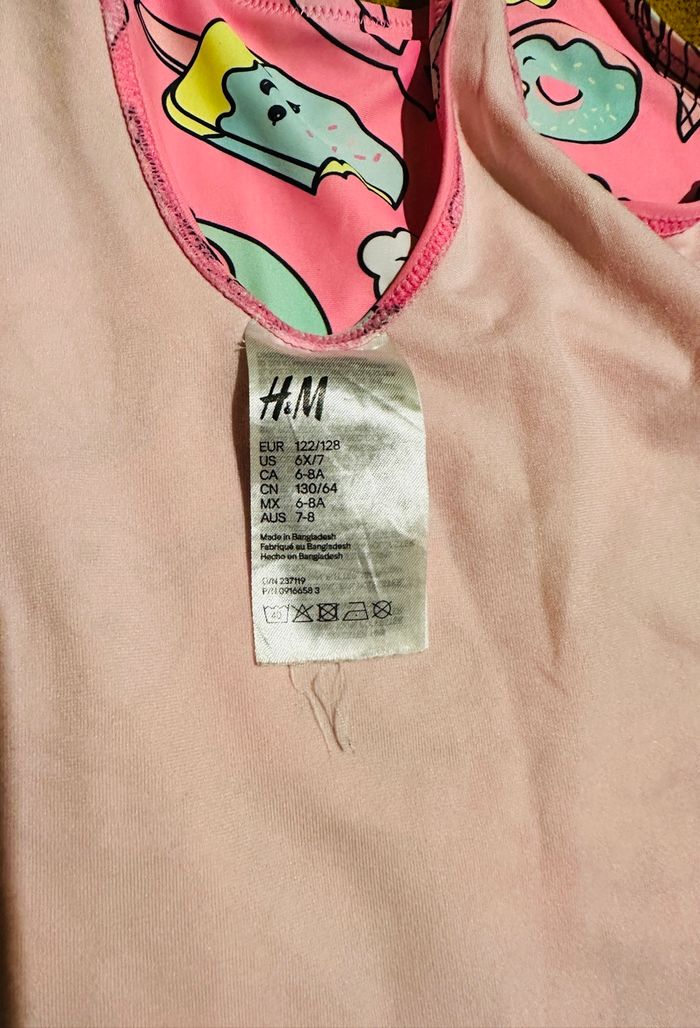 H&M
EUR 122/128
US 6X/7
CA 6-8A
CN 130/64
MX 6-8A
AUS 7-8
Made in Bangladesh
Fabriqué au Bangladesh
Hecho en Bangladesh
O/N 237119
P/N 0916658 3
40